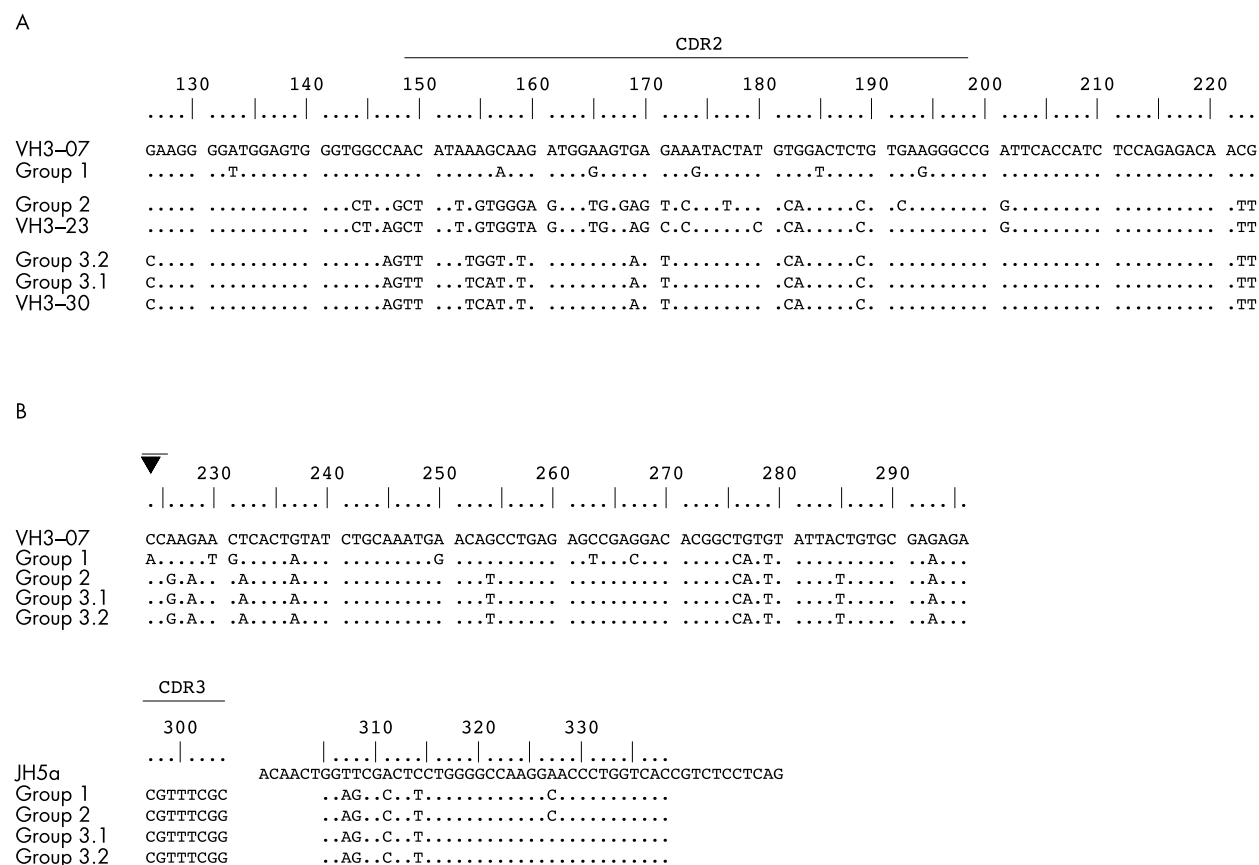 A
CDR2
130 140 150 160 170 180 190 200 210 220
.... ....|....| ....|....| ....|....| ....|....| ....|....| ....|....| ....|....| ....|....| ....|....| ...
VH3–07 GAAGG GGATGGAGTG GGTGGCCAAC ATAAAGCAAG ATGGAAGTGA GAAATACTAT GTGGACTCTG TGAAGGGCCG ATTCACCATC TCCAGAGACA ACG
Group 1 ..... ..T....... .......... ......A... ....T..... ...G...... .....T.... ....G..... .......... .......... ...
Group 2 ..... .......... ...CT..GCT ..T.GTGGGA G...TG.GAG T.C...T... .CA.....C. .C........ G......... .......... .TT
VH3–23 ..... .......... ...CT.AGCT ..T.GTGGTA G...TG..AG C.C.....C. .CA.....C. .......... G......... .......... .TT
Group 3.2 C.... .......... ......AGTT ...TGGT.T. .......A. T......... .CA.....C. .......... .......... .......... .TT
Group 3.1 C.... .......... ......AGTT ...TCAT.T. .......A. T......... .CA.....C. .......... .......... .......... .TT
VH3–30 C.... .......... ......AGTT ...TCAT.T. .......A. T......... .CA.....C. .......... .......... .......... .TT
B
230 240 250 260 270 280 290
.|....| ....|....| ....|....| ....|....| ....|....| ....|....| ....|....| ....|.
VH3–07 CCAAGAA CTCACTGTAT CTGCAAATGA ACAGCCTGAG AGCCGAGGAC ACGGCTGTGT ATTACTGTGC GAGAGA
Group 1 A.....T G.....A... .........G .......... ..T...C... .....CA.T. .......... ...A..
Group 2 ..G.A.. .A....A... .......... ...T...... .......... .....CA.T. ....T..... ..A...
Group 3.1 ..G.A.. .A....A... .......... ...T...... .......... .....CA.T. ....T..... ..A...
Group 3.2 ..G.A.. .A....A... .......... ...T...... .......... .....CA.T. ....T..... ..A...
CDR3
300 310 320 330
...|.... |....|....|....|....|....|....|...
JH5a ACAACTGGTTCGACTCCTGGGGCCAAGGAACCCTGGTCACCGTCTCCTCAG
Group 1 CGTTTCGC ..AG..C..T............C...........
Group 2 CGTTTCGG ..AG..C..T............C...........
Group 3.1 CGTTTCGG ..AG..C..T........................
Group 3.2 CGTTTCGG ..AG..C..T........................